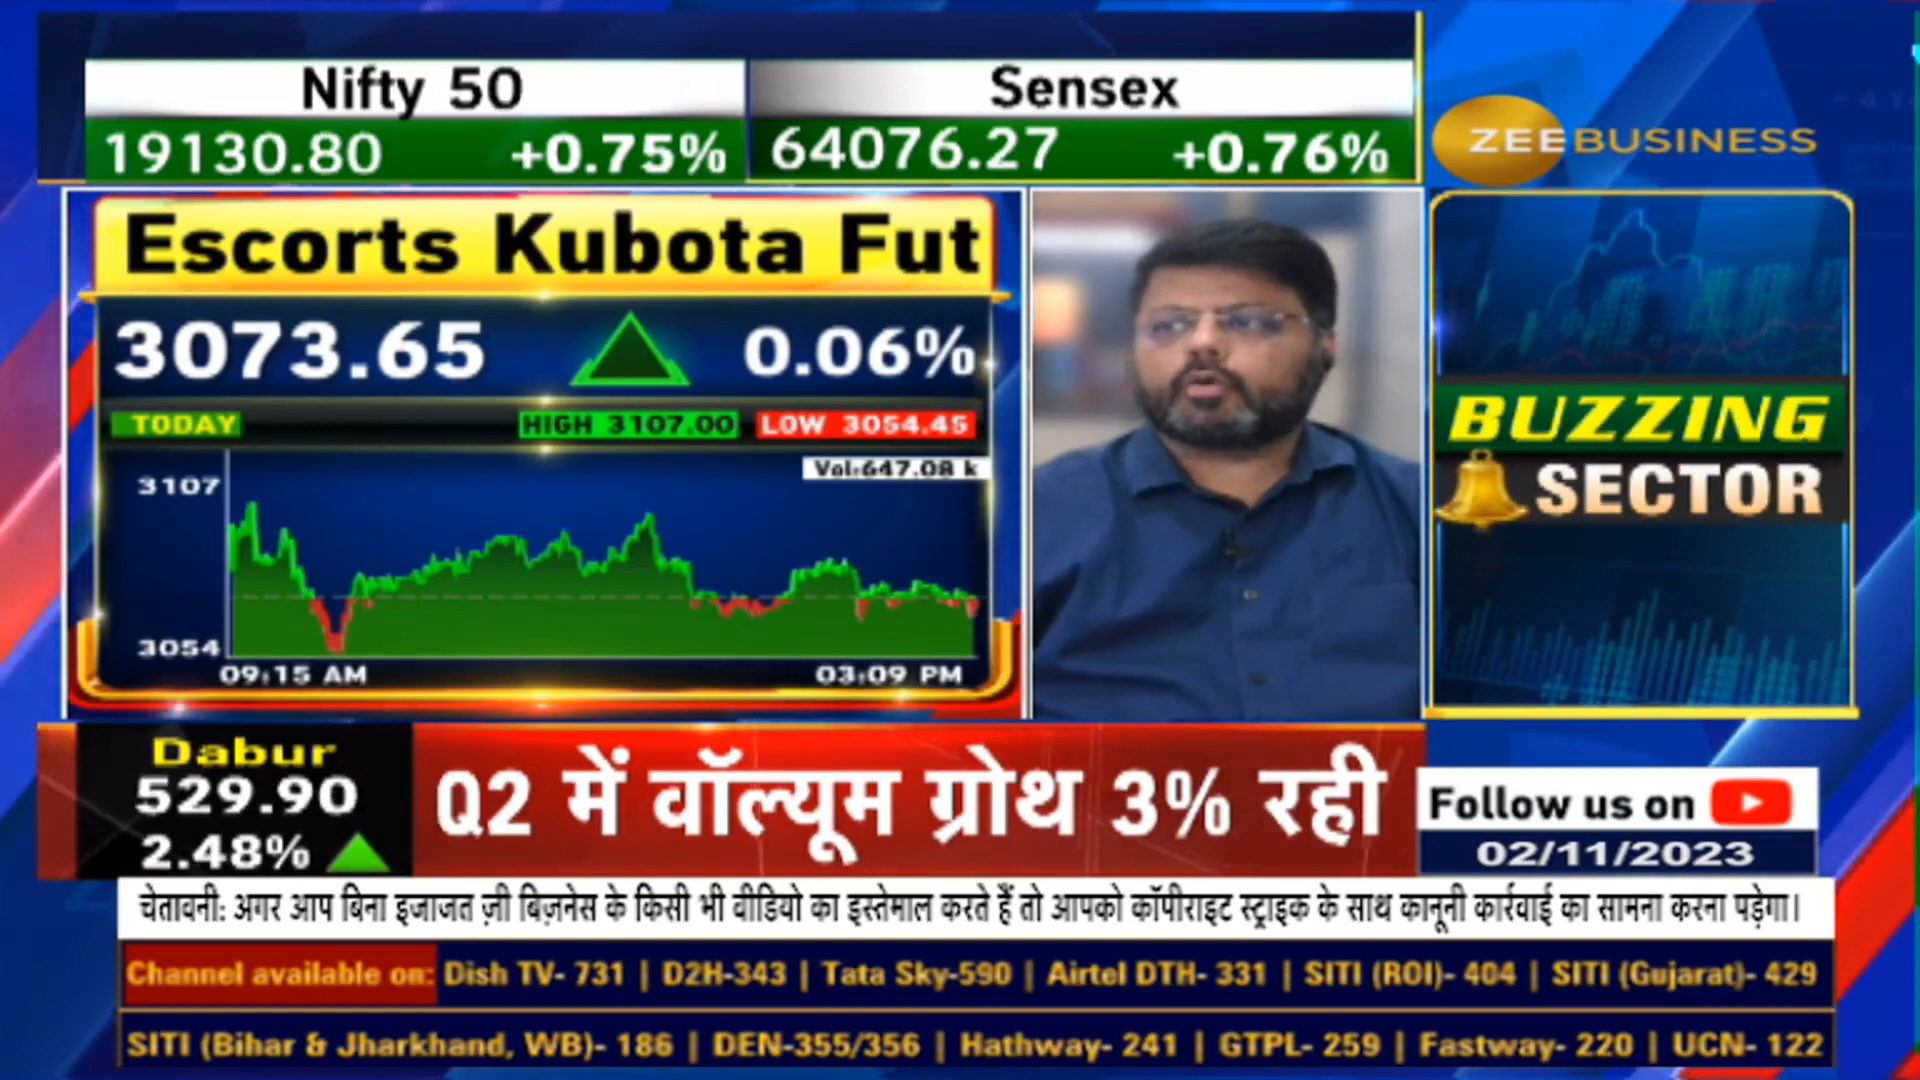 Nifty 50
19130.80 +0.75%
Sensex
64076.27 +0.76%
ZEEBUSINESS
Escorts Kubota Fut
3073.65 0.06%
TODAY HIGH 3107.00 LOW 3054.45
Vol:647.08 k
3107
3054
09:15 AM 03:09 PM
BUZZING
SECTOR
Dabur
529.90
2.48%
Q2 में वॉल्यूम ग्रोथ 3% रही
Follow us on
02/11/2023
चेतावनी: अगर आप बिना इजाजत ज़ी बिज़नेस के किसी भी वीडियो का इस्तेमाल करते हैं तो आपको कॉपीराइट स्ट्राइक के साथ कानूनी कार्रवाई का सामना करना पड़ेगा।
Channel available on: Dish TV- 731 | D2H-343 | Tata Sky-590 | Airtel DTH- 331 | SITI (ROI)- 404 | SITI (Gujarat)- 429
SITI (Bihar & Jharkhand, WB)- 186 | DEN-355/356 | Hathway- 241 | GTPL- 259 | Fastway- 220 | UCN- 122